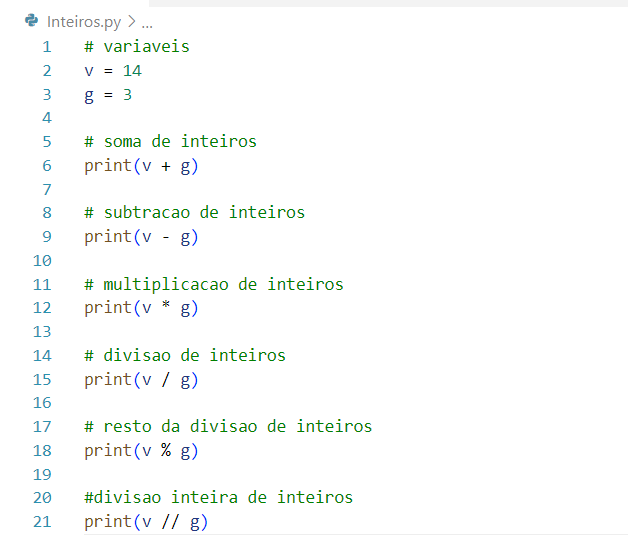 Inteiros.py > ...
1 # variaveis
2 v = 14
3 g = 3
4
5 # soma de inteiros
6 print(v + g)
7
8 # subtracao de inteiros
9 print(v - g)
10
11 # multiplicacao de inteiros
12 print(v * g)
13
14 # divisao de inteiros
15 print(v / g)
16
17 # resto da divisao de inteiros
18 print(v % g)
19
20 #divisao inteira de inteiros
21 print(v // g)